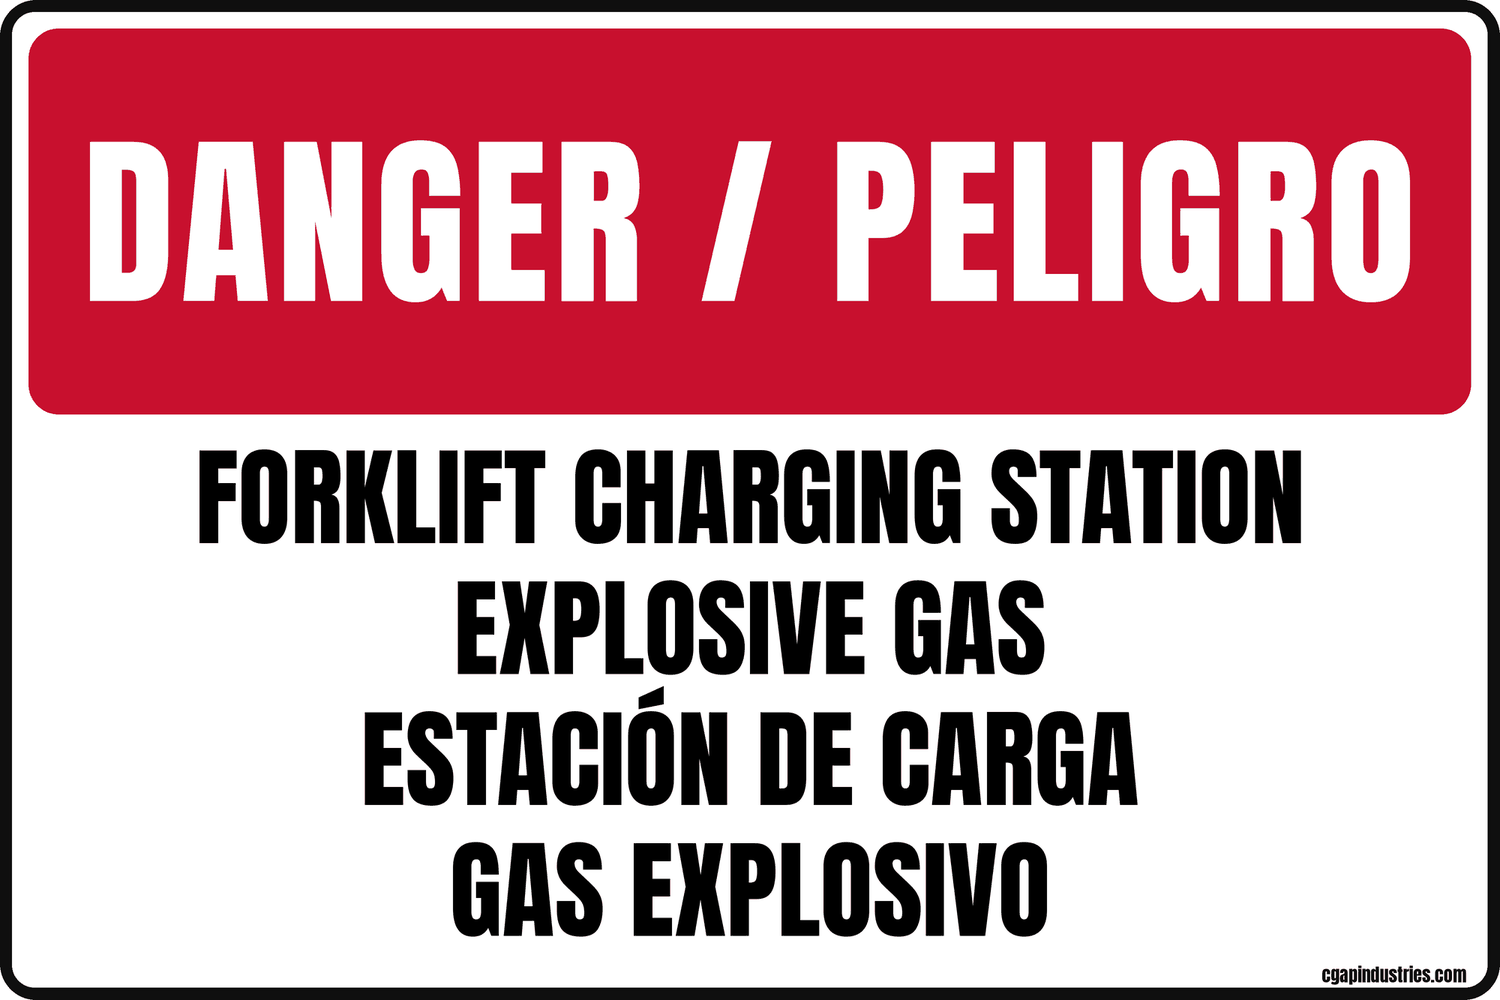 DANGER / PELIGRO
FORKLIFT CHARGING STATION
EXPLOSIVE GAS
ESTACIÓN DE CARGA
GAS EXPLOSIVO
cgapindustries.com